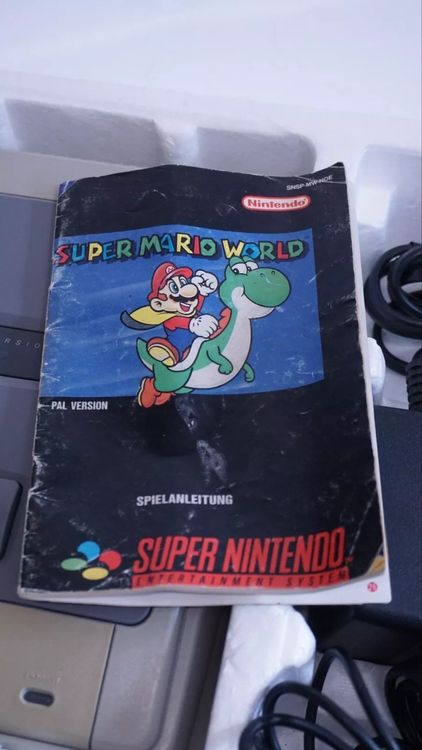 SNSP-MW-NOE
Nintendo
SUPER MARIO WORLD
PAL VERSION
SPIELANLEITUNG
SUPER NINTENDO
ENTERTAINMENT SYSTEM